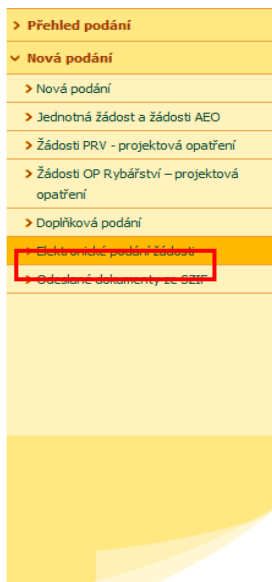 Přehled podání
Nová podání
Nová podání
Jednotná žádost a žádosti AEO
Žádosti PRV - projektová opatření
Žádosti OP Rybářství – projektová
opatření
Doplňková podání
Elektronické podání žádosti
Odeslané dokumenty ze SZIF